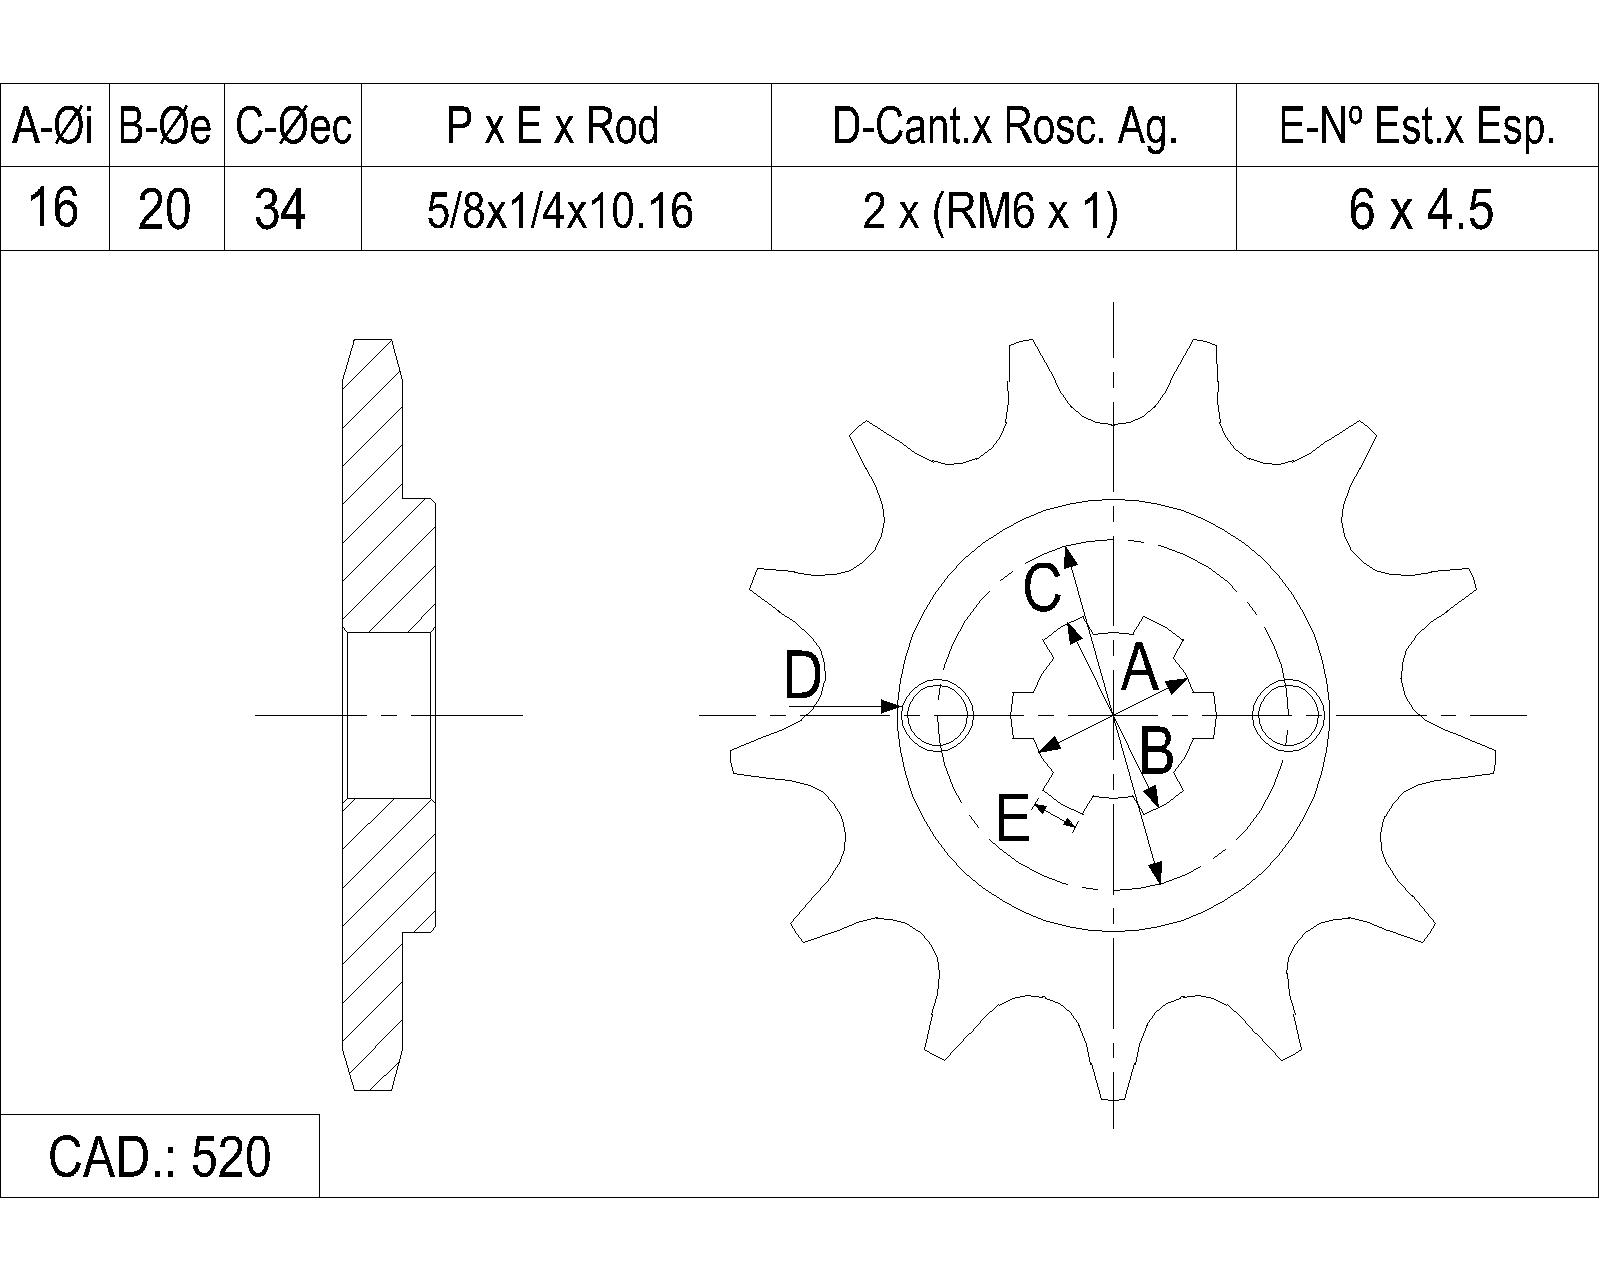 A-Øi B-Øe C-Øec P x E x Rod D-Cant.x Rosc. Ag. E-Nº Est.x Esp.
16 20 34 5/8x1/4x10.16 2 x (RM6 x 1) 6 x 4.5
C
A
D
B
E
CAD.: 520